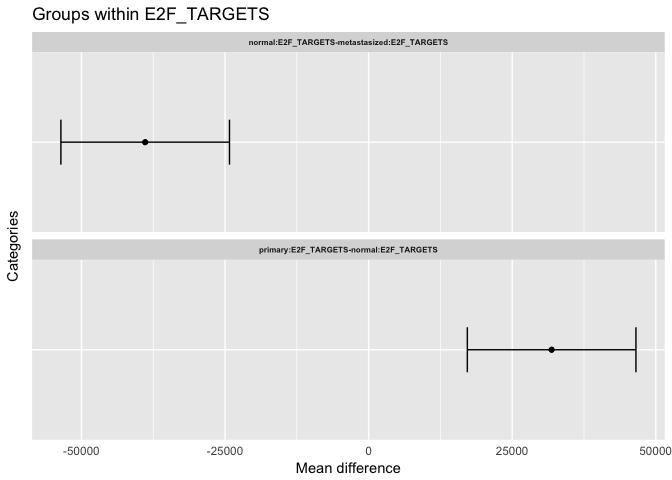 Groups within E2F_TARGETS
normal:E2F_TARGETS-metastasized:E2F_TARGETS
Categories
primary:E2F_TARGETS-normal:E2F_TARGETS
-50000 -25000 0 25000 50000
Mean difference